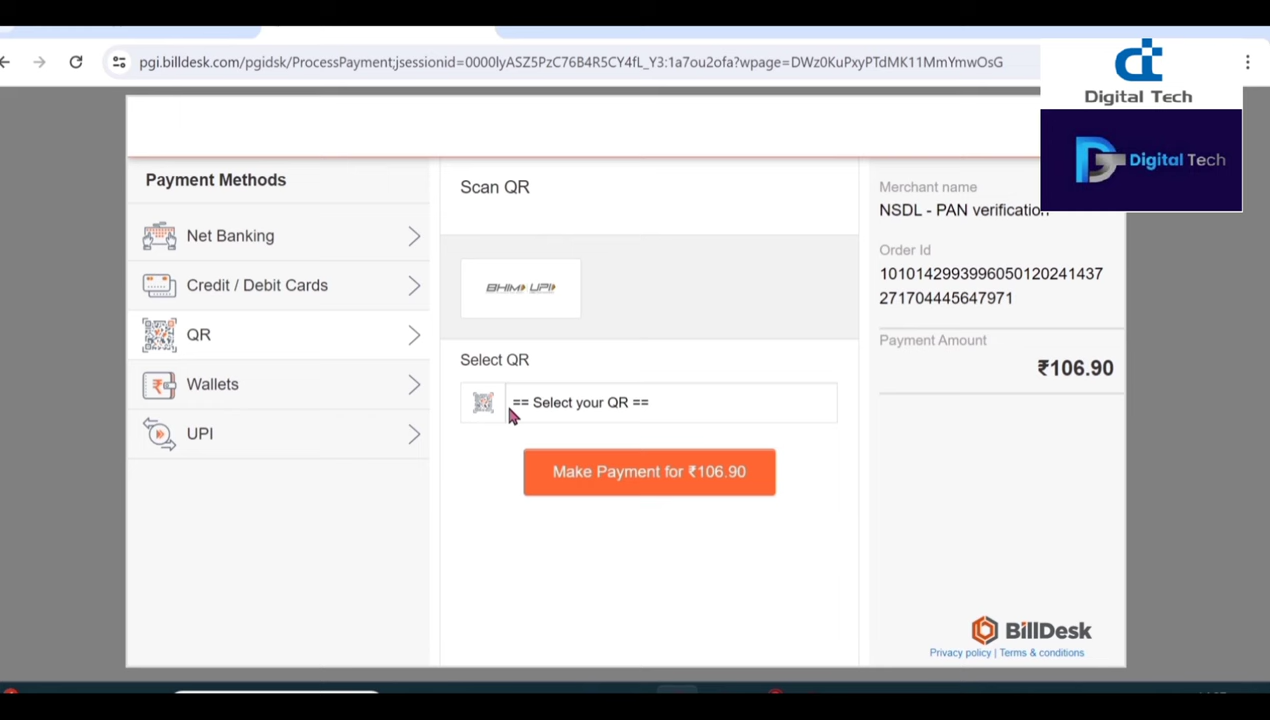 pgi.billdesk.com/pgidsk/ProcessPayment;jsessionid=0000lyASZ5PzC76B4R5CY4fL_Y3:1a7ou2ofa?wpage=DWz0KuPxyPTdMK11MmYmwOsG
Digital Tech
Digital Tech
Payment Methods
Net Banking
Credit / Debit Cards
QR
Wallets
UPI
Scan QR
BHIM UPI
Select QR
== Select your QR ==
Make Payment for ₹106.90
Merchant name
NSDL - PAN verification
Order Id
1010142993996050120241437
271704445647971
Payment Amount
₹106.90
BillDesk
Privacy policy | Terms & conditions